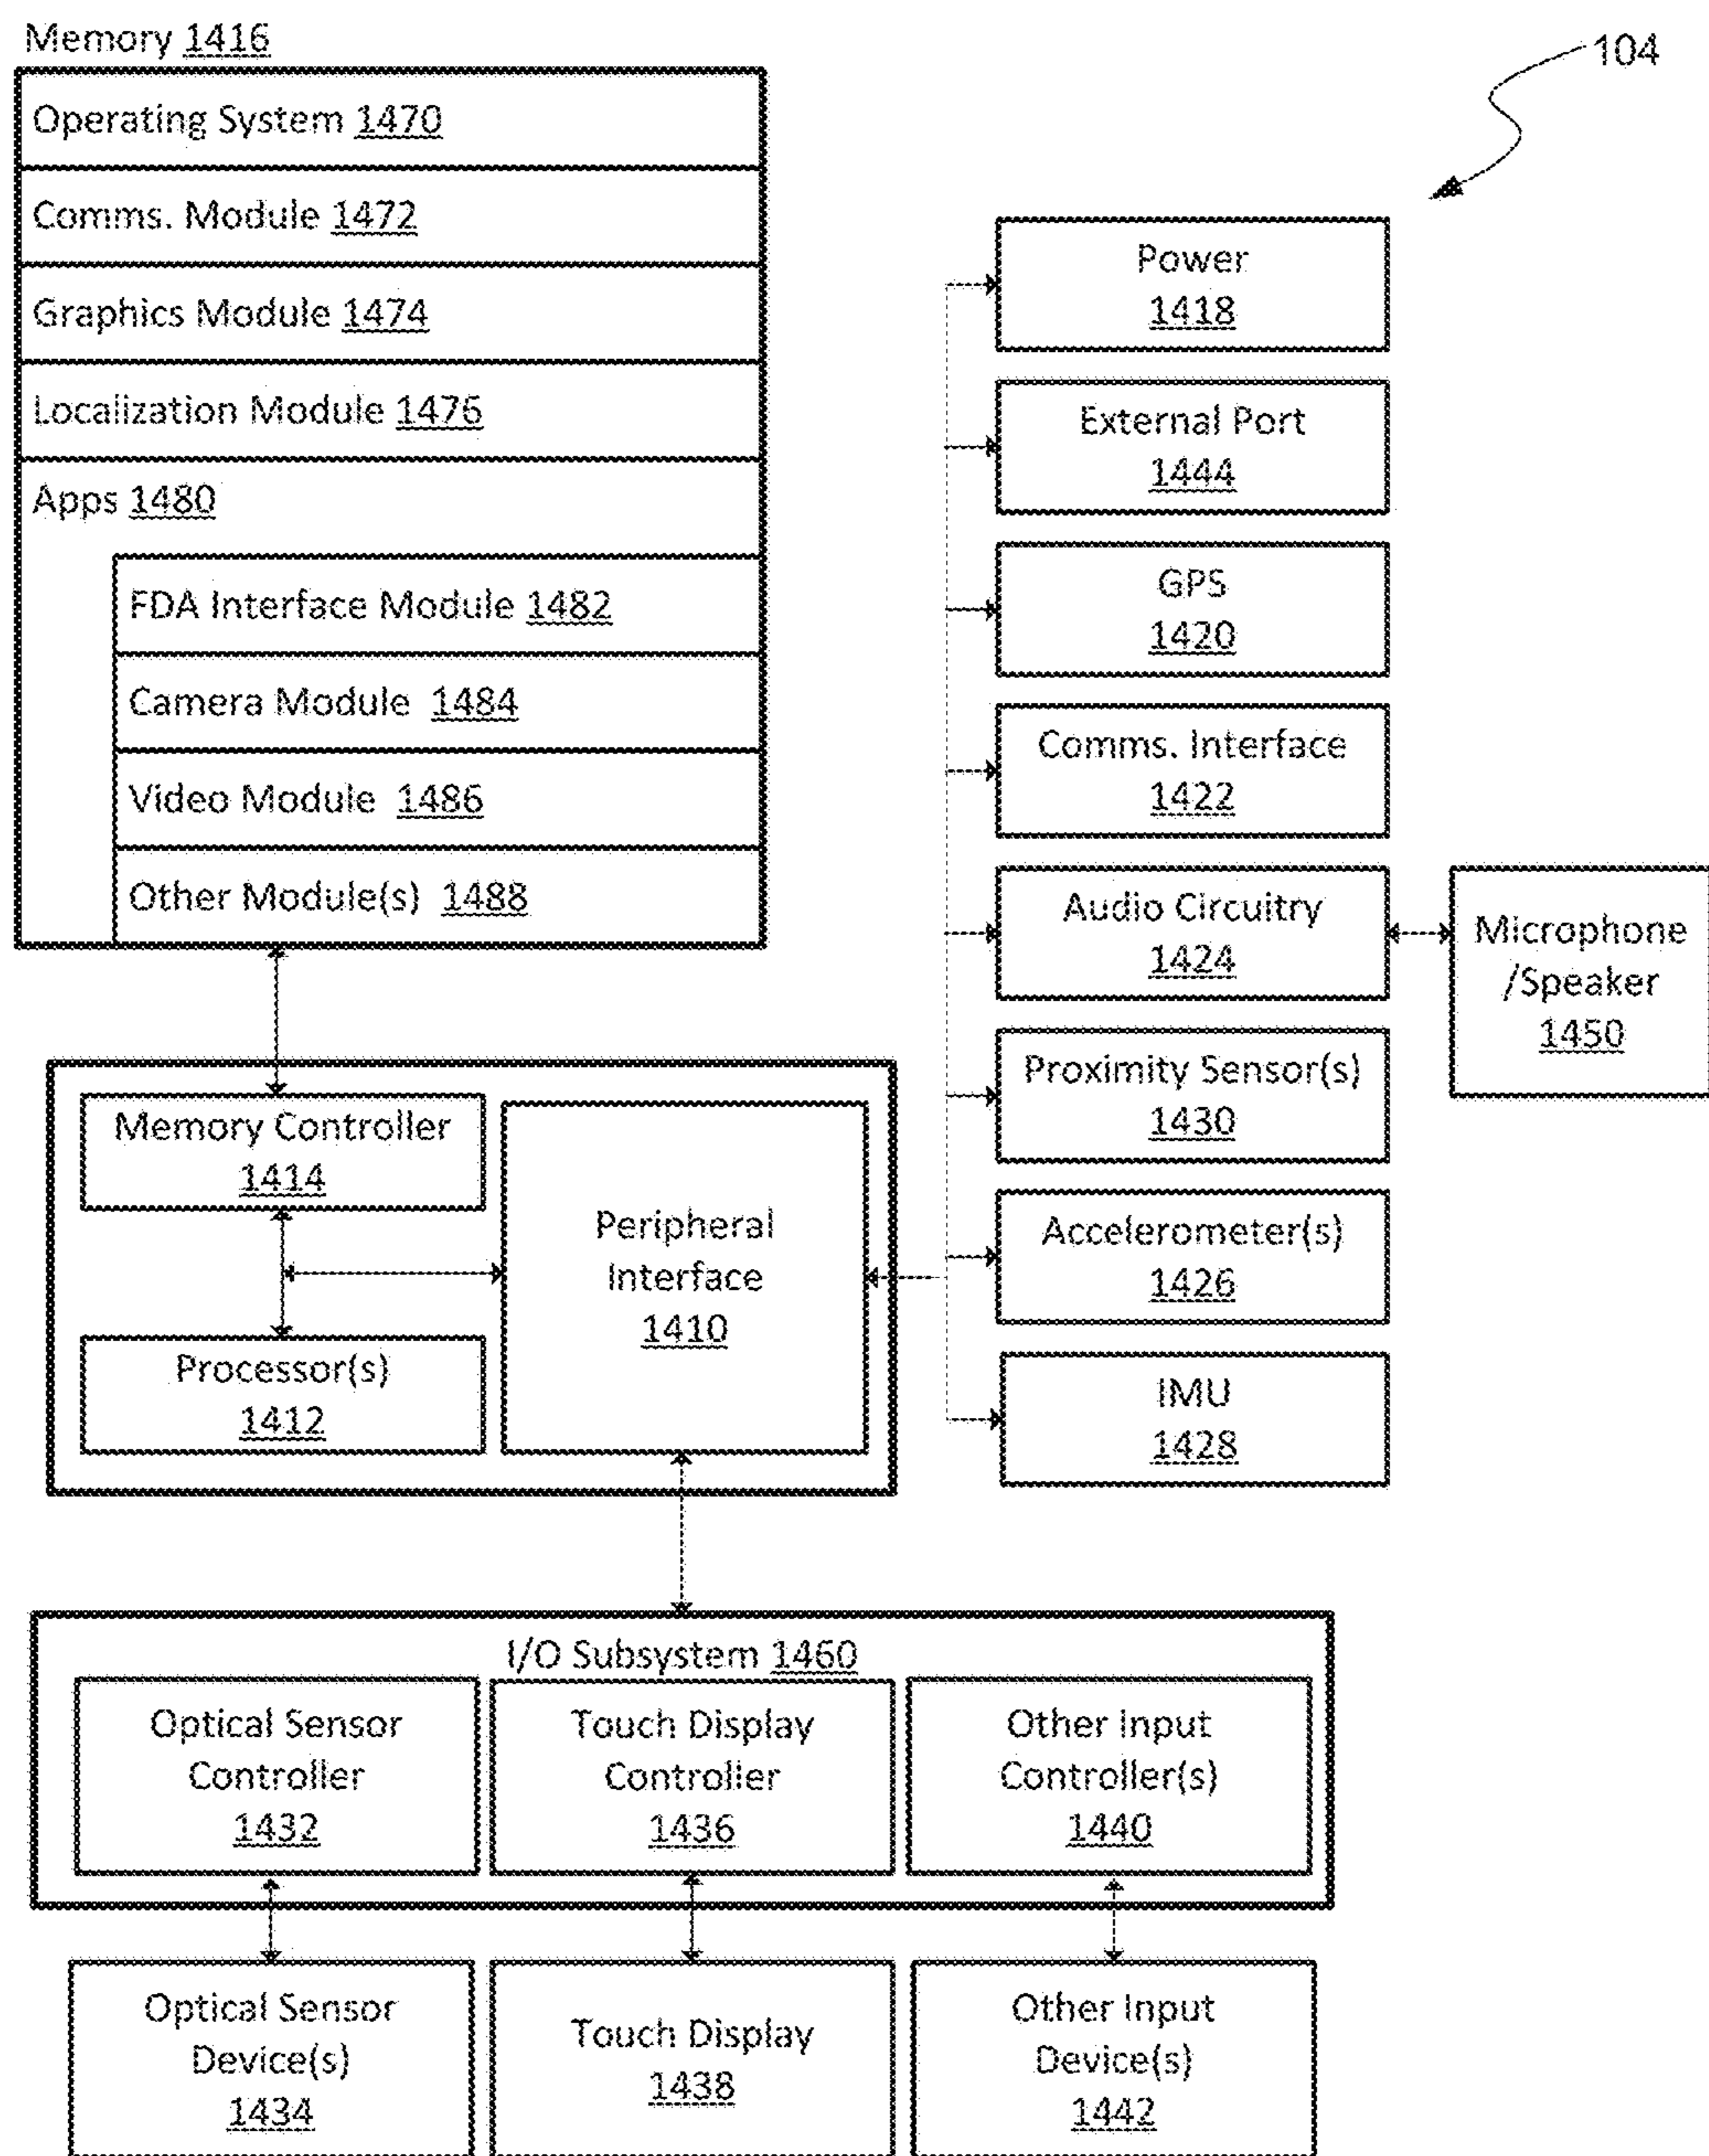 Memory 1416
104
Operating System 1470
Comms. Module 1472
Graphics Module 1474
Localization Module 1476
Apps 1480
FDA Interface Module 1482
Camera Module 1484
Video Module 1486
Other Module(s) 1488
Power
1418
External Port
1444
GPS
1420
Comms. Interface
1422
Audio Circuitry
1424
Microphone
/Speaker
1450
Proximity Sensor(s)
1430
Accelerometer(s)
1426
IMU
1428
Memory Controller
1414
Peripheral
Interface
1410
Processor(s)
1412
I/O Subsystem 1460
Optical Sensor
Controller
1432
Touch Display
Controller
1436
Other Input
Controller(s)
1440
Optical Sensor
Device(s)
1434
Touch Display
1438
Other Input
Device(s)
1442